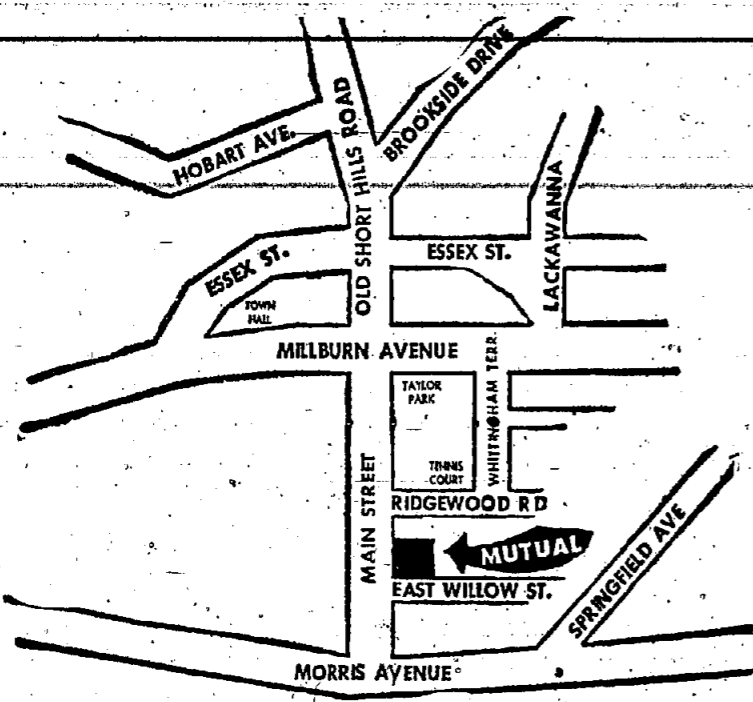 BROOKSIDE DRIVE
HOBART AVE.
OLD SHORT HILLS ROAD
LACKAWANNA
ESSEX ST.
ESSEX ST.
TOWN
HALL
MILLBURN AVENUE
WHITTINGHAM TERR.
TAYLOR
PARK
TENNIS
COURT
MAIN STREET
RIDGEWOOD RD
MUTUAL
EAST WILLOW ST.
SPRINGFIELD AVE
MORRIS AVENUE